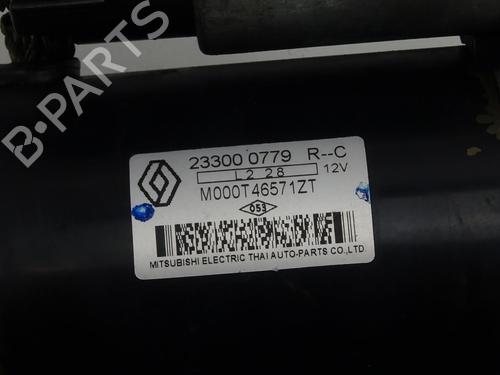 B-PARTS
23300 0779 R--C
L2 28 12V
M000T46571ZT
053
MITSUBISHI ELECTRIC THAI AUTO-PARTS CO.,LTD